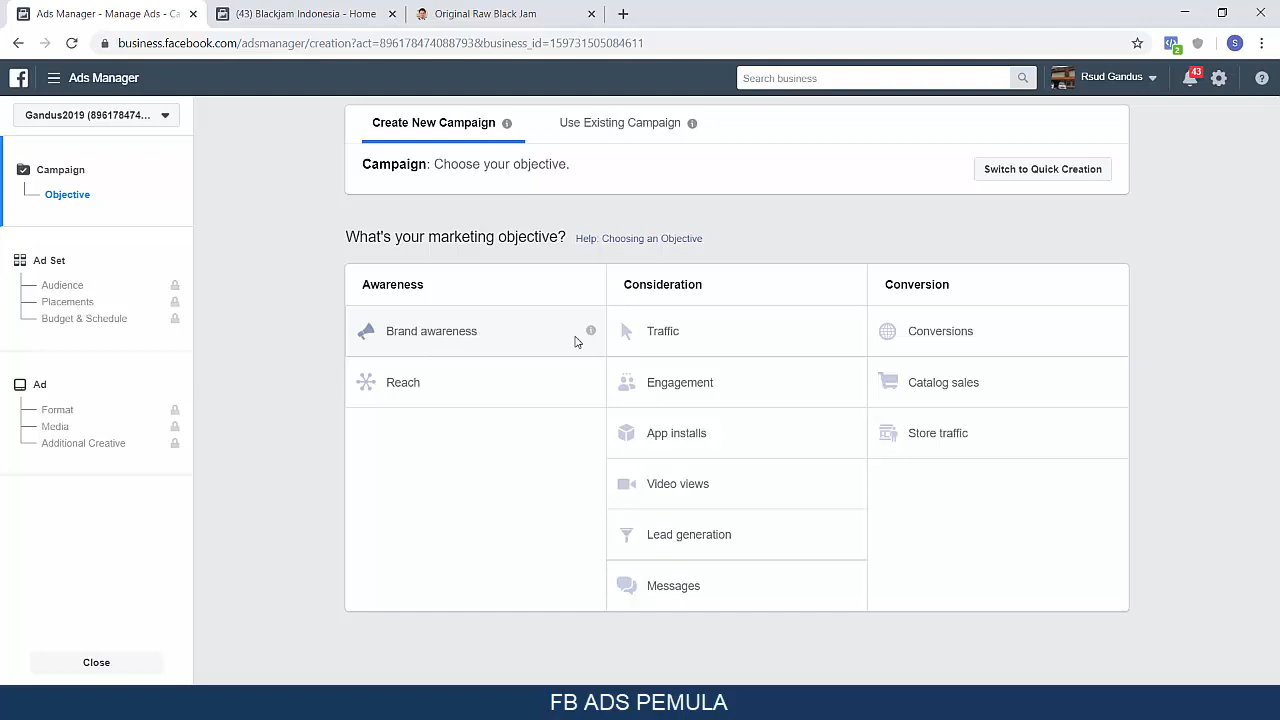 Ads Manager - Manage Ads - Ca
(43) Blackjam Indonesia - Home
Original Raw Black Jam
business.facebook.com/adsmanager/creation?act=896178474088793&business_id=159731505084611
S
2
Ads Manager
Search business
Rsud Gandus
43
Gandus2019 (896178474...
Campaign
Objective
Ad Set
Audience
Placements
Budget & Schedule
Ad
Format
Media
Additional Creative
Close
Create New Campaign
Use Existing Campaign
Campaign: Choose your objective.
Switch to Quick Creation
What's your marketing objective? Help: Choosing an Objective
Awareness
Brand awareness
Reach
Consideration
Traffic
Engagement
App installs
Video views
Lead generation
Messages
Conversion
Conversions
Catalog sales
Store traffic
FB ADS PEMULA